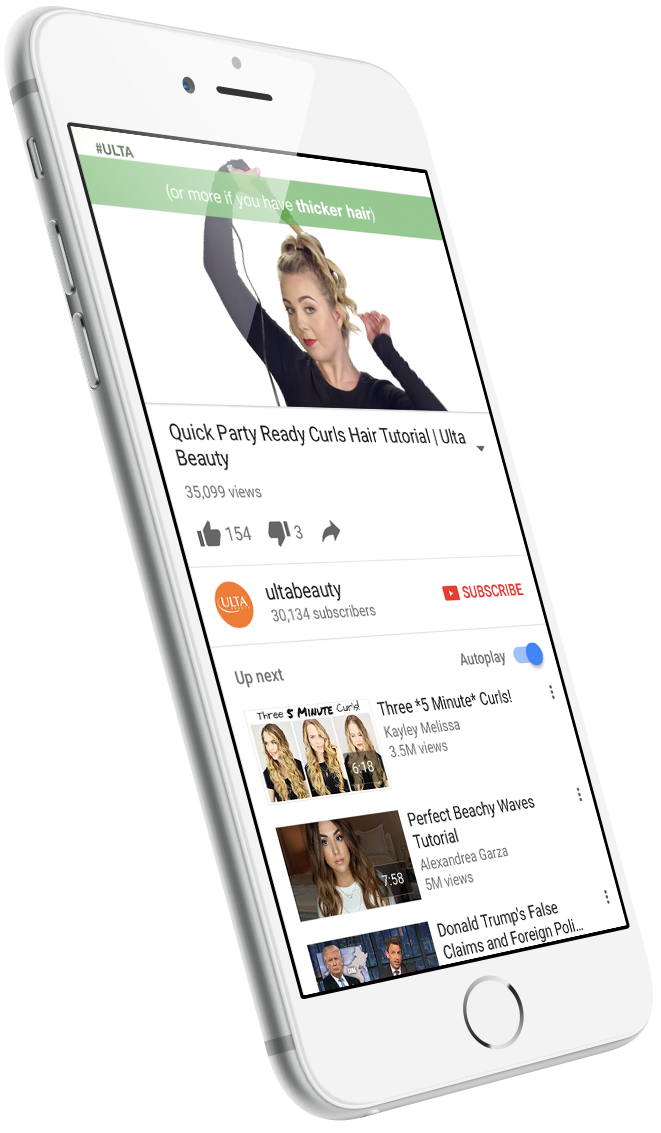 #ULTA
(or more if you have thicker hair)
Quick Party Ready Curls Hair Tutorial | Ulta
Beauty
35,099 views
154
3
ULTA
ultabeauty
30,134 subscribers
SUBSCRIBE
Up next
Autoplay
Three 5 MINUTE Curls!
6:18
Three *5 Minute* Curls!
Kayley Melissa
3.5M views
7:58
Perfect Beachy Waves
Tutorial
Alexandrea Garza
5M views
Donald Trump's False
Claims and Foreign Poli...